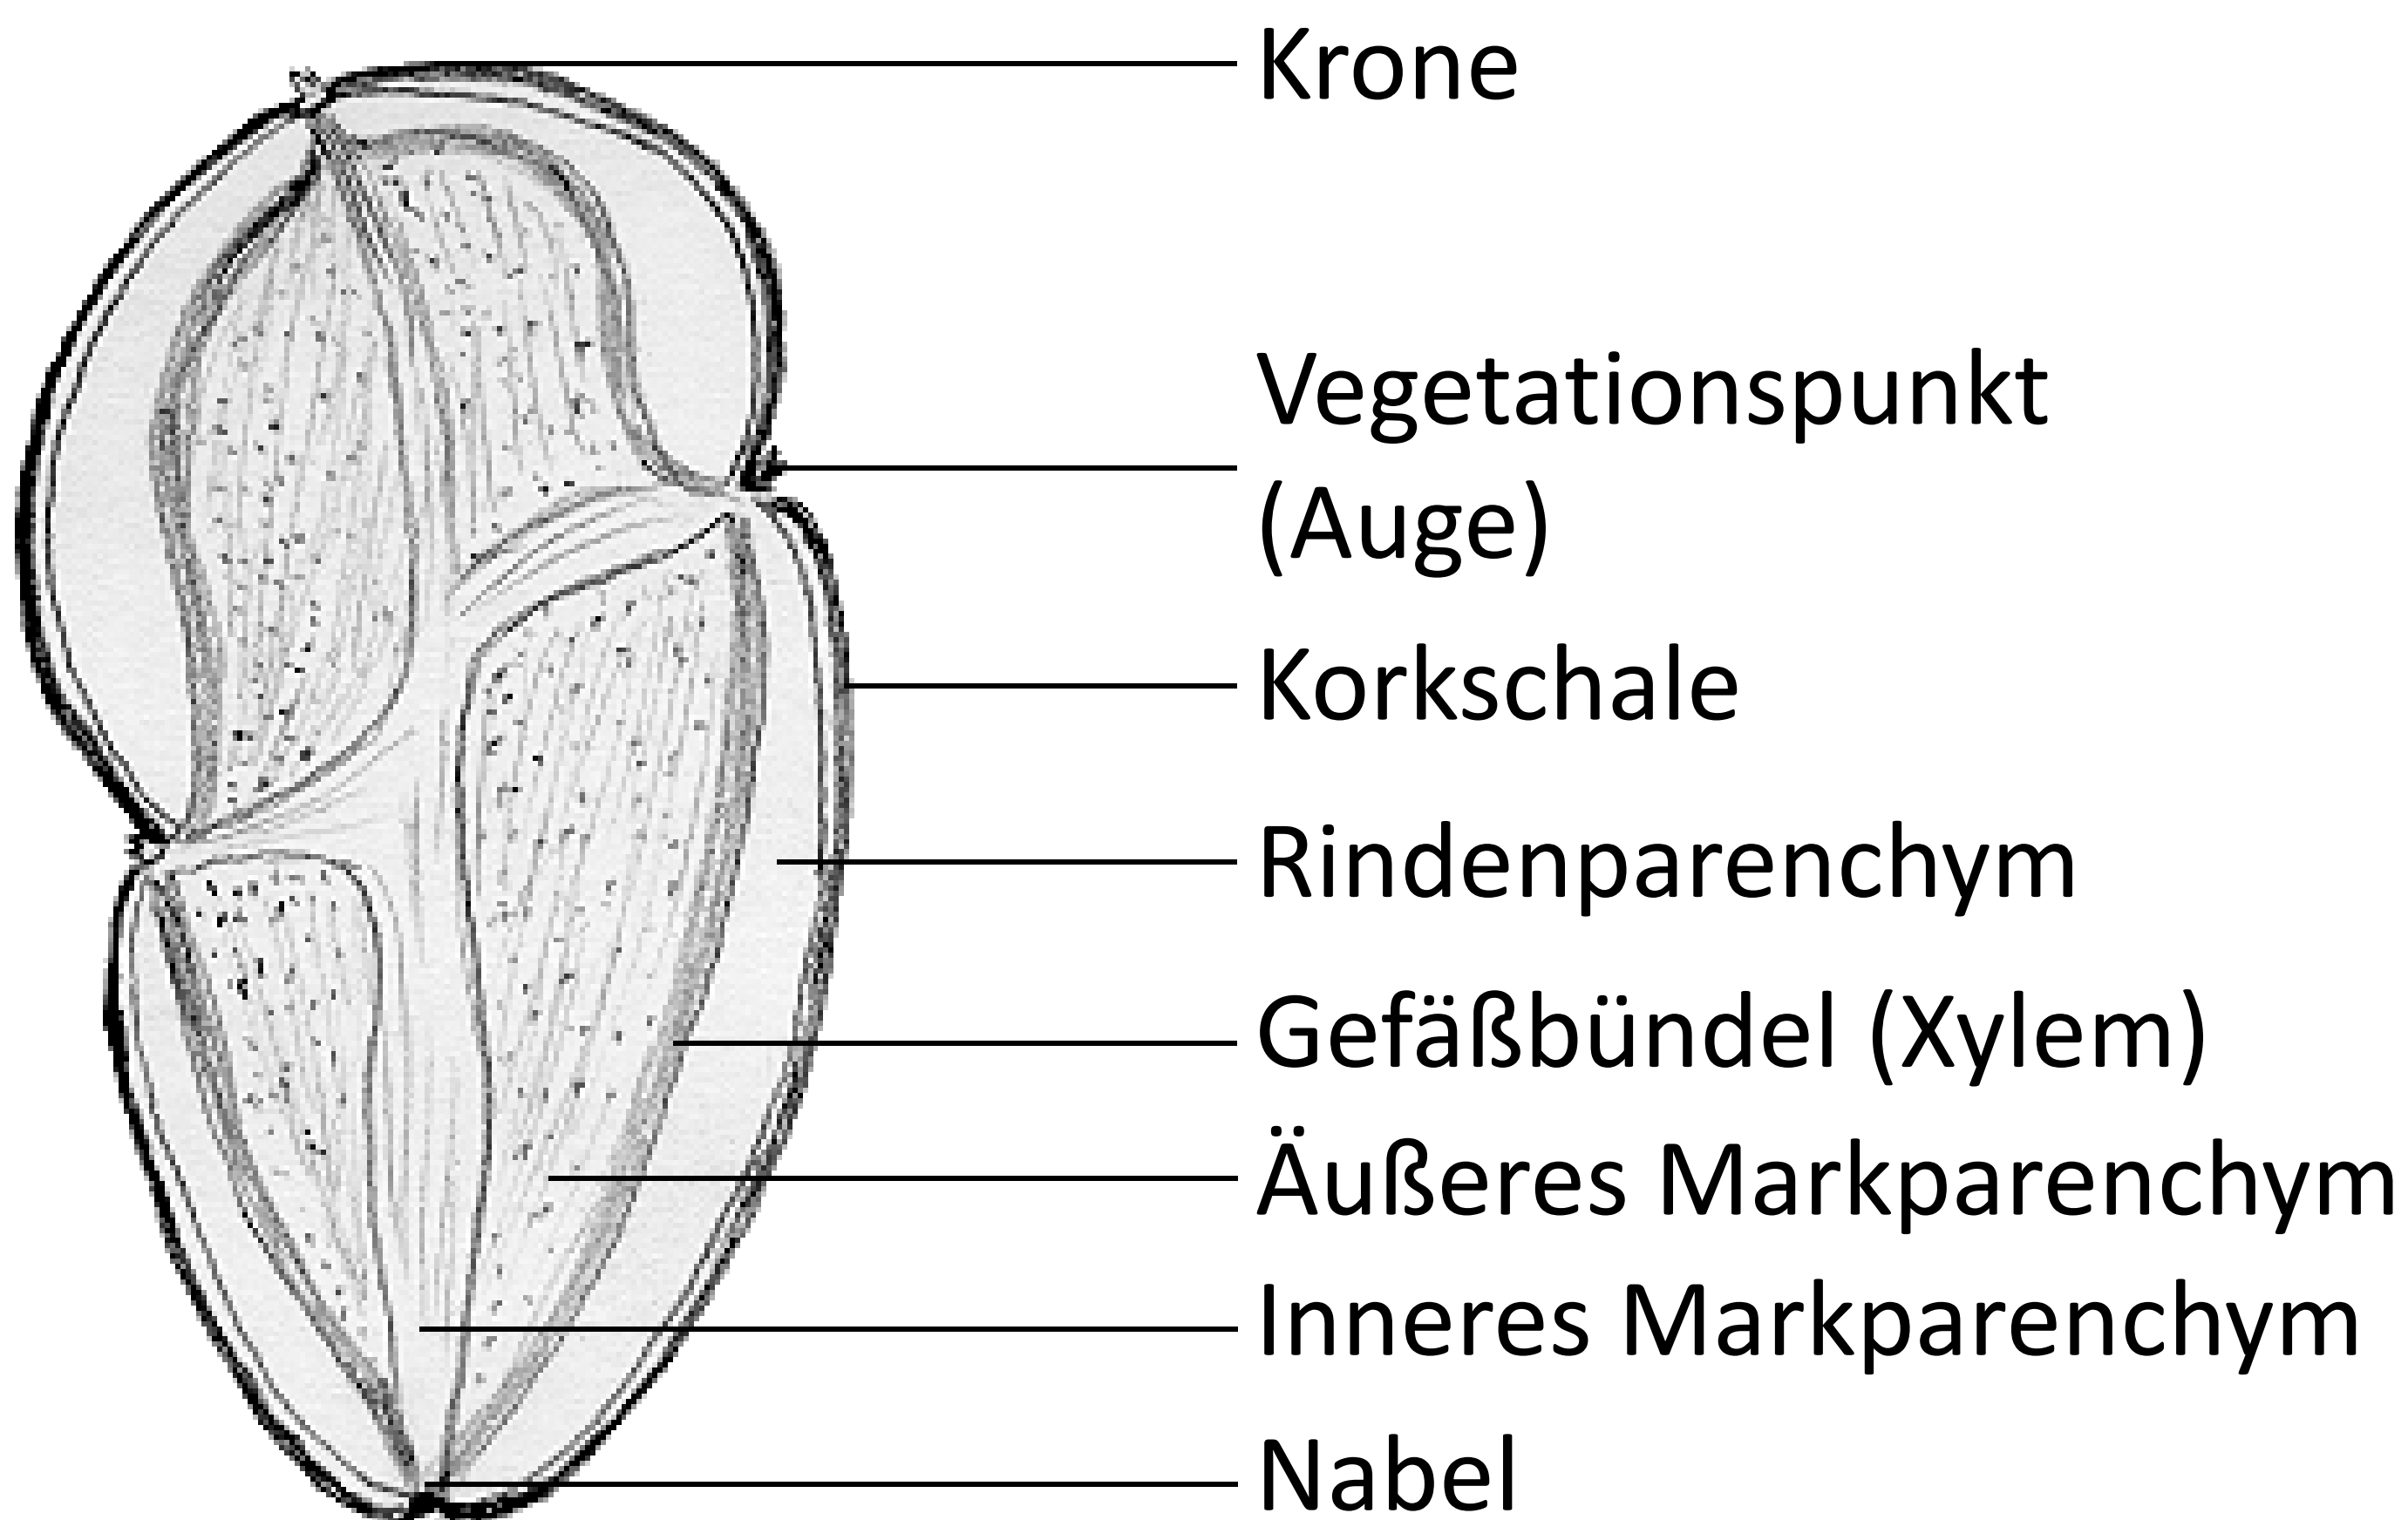 Krone
Vegetationspunkt
(Auge)
Korkschale
Rindenparenchym
Gefäßbündel (Xylem)
Äußeres Markparenchym
Inneres Markparenchym
Nabel